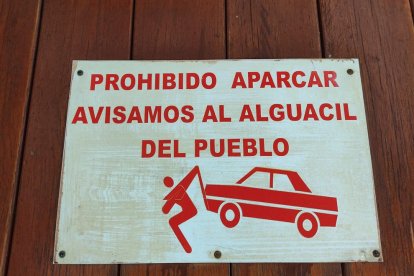 PROHIBIDO APARCAR
AVISAMOS AL ALGUACIL
DEL PUEBLO